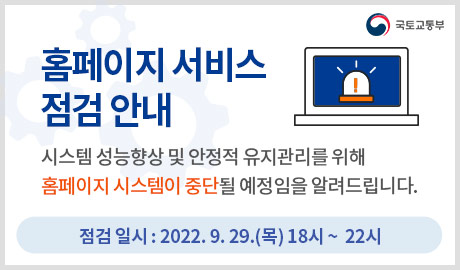 국토교통부
홈페이지 서비스
점검 안내
시스템 성능향상 및 안정적 유지관리를 위해
홈페이지 시스템이 중단될 예정임을 알려드립니다.
점검 일시 : 2022. 9. 29.(목) 18시 ~ 22시